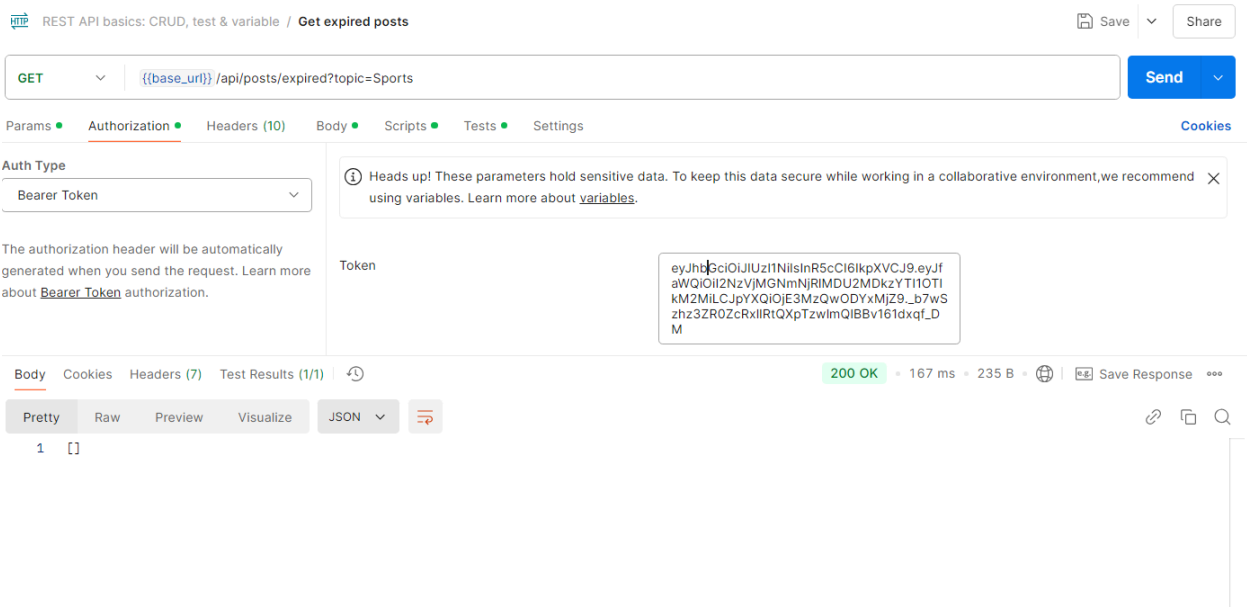 HTTP REST API basics: CRUD, test & variable / Get expired posts Save Share
GET {{base_url}} /api/posts/expired?topic=Sports Send
Params Authorization Headers (10) Body Scripts Tests Settings Cookies
Auth Type
Bearer Token
The authorization header will be automatically
generated when you send the request. Learn more
about Bearer Token authorization.
Heads up! These parameters hold sensitive data. To keep this data secure while working in a collaborative environment,we recommend
using variables. Learn more about variables.
Token
eyJhbGciOiJIUzI1NiIsInR5cCI6IkpXVCJ9.eyJf
aWQiOiI2NzVjMGNmNjRlMDU2MDkzYTI1OTI
kM2MiLCJpYXQiOjE3MzQwODYxMjZ9._b7wS
zhz3ZR0ZcRxIlRtQXpTzwImQIBBv161dxqf_D
M
Body Cookies Headers (7) Test Results (1/1) 200 OK 167 ms 235 B e.g. Save Response
Pretty Raw Preview Visualize JSON
1 []